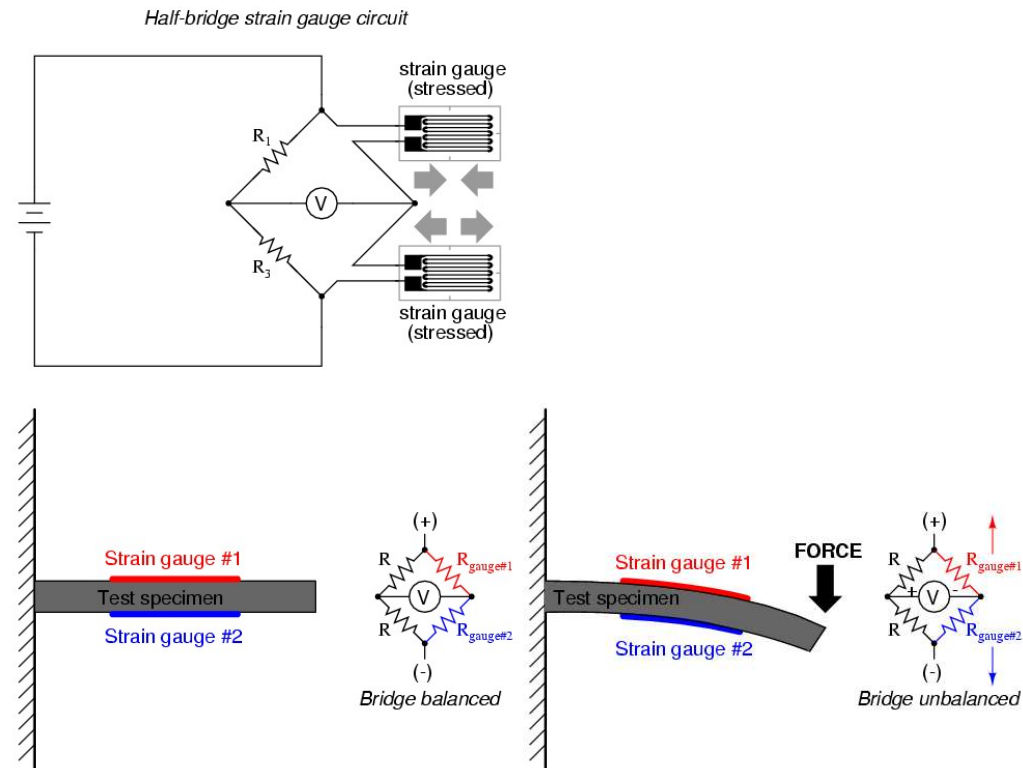 Half-bridge strain gauge circuit
strain gauge
(stressed)
R1
V
R3
strain gauge
(stressed)
Strain gauge #1
Test specimen
Strain gauge #2
(+)
R
Rgauge#1
V
R
Rgauge#2
(-)
Bridge balanced
Strain gauge #1
Test specimen
Strain gauge #2
FORCE
(+)
R
Rgauge#1
+ V -
R
Rgauge#2
(-)
Bridge unbalanced